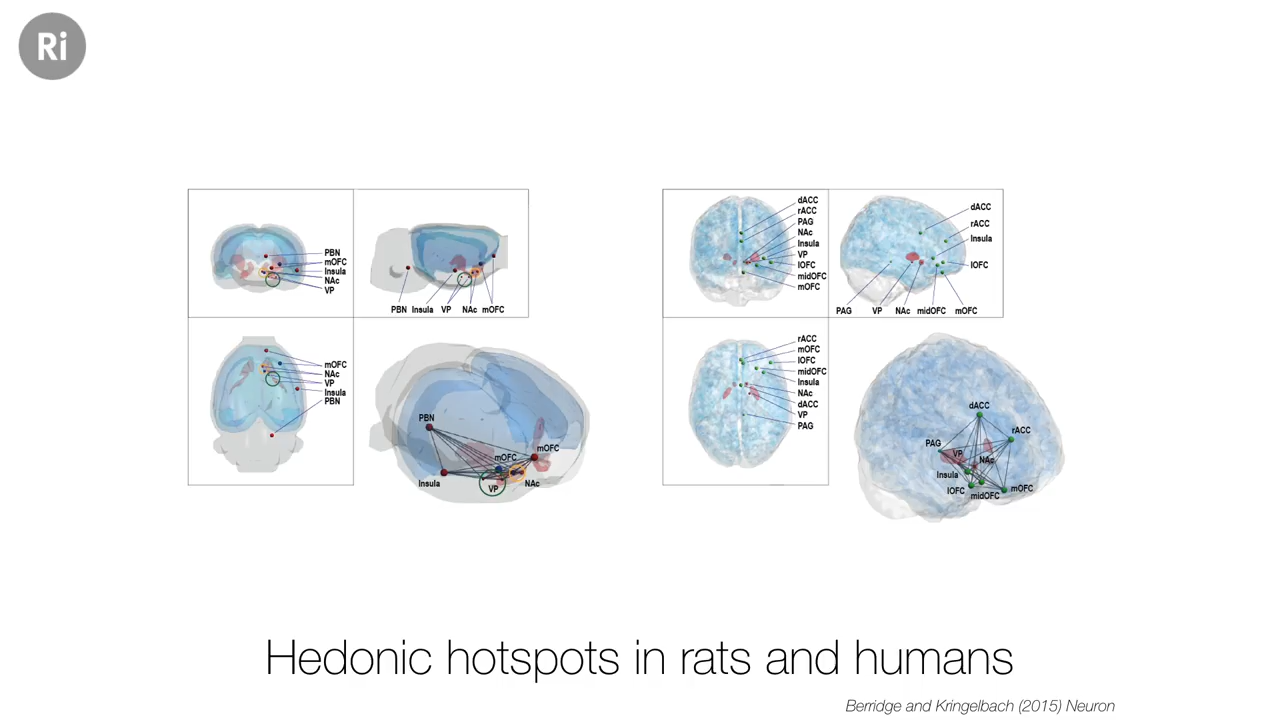 Ri
PBN
mOFC
Insula
NAc
VP
PBN Insula VP NAc mOFC
mOFC
NAc
VP
Insula
PBN
PBN
mOFC
mOFC
Insula
VP
NAc
dACC
rACC
PAG
NAc
Insula
VP
lOFC
midOFC
mOFC
dACC
rACC
Insula
lOFC
PAG VP NAc midOFC mOFC
rACC
mOFC
lOFC
midOFC
Insula
NAc
dACC
VP
PAG
dACC
rACC
PAG
VP
NAc
Insula
lOFC
midOFC
mOFC
Hedonic hotspots in rats and humans
Berridge and Kringelbach (2015) Neuron